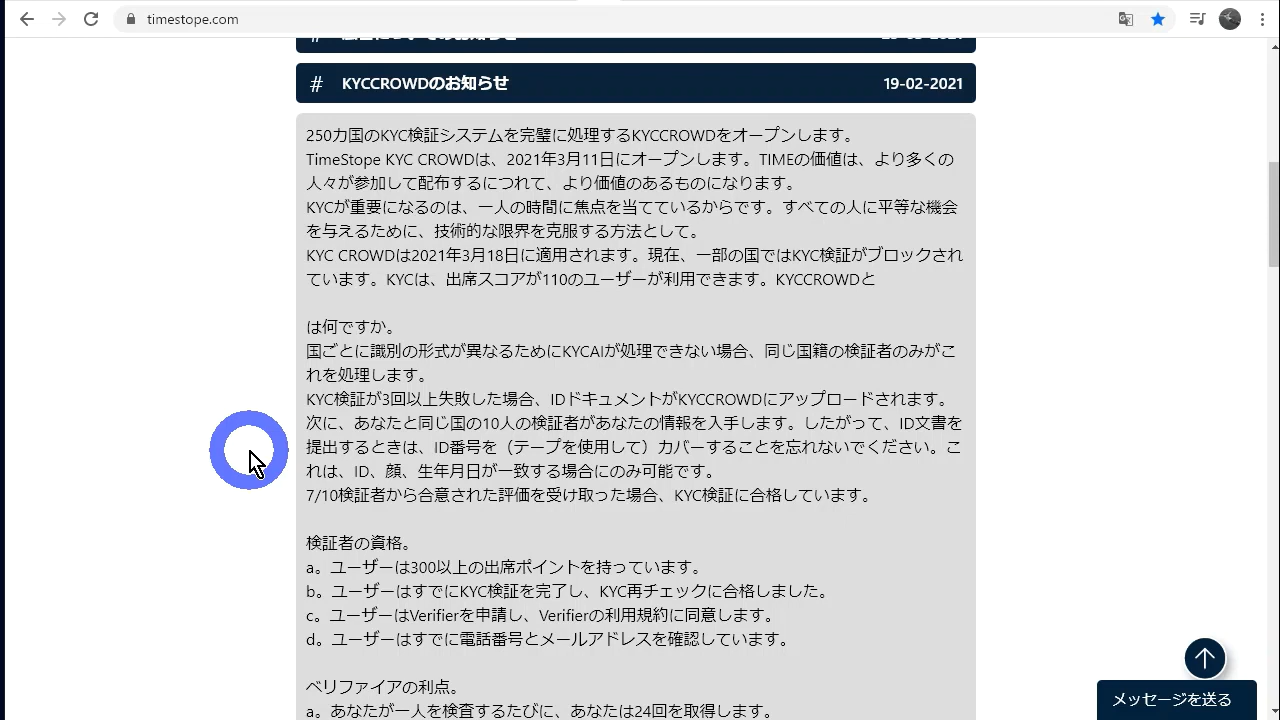 timestope.com
# KYCCROWDのお知らせ 19-02-2021
250カ国のKYC検証システムを完璧に処理するKYCCROWDをオープンします。
TimeStope KYC CROWDは、2021年3月11日にオープンします。TIMEの価値は、より多くの
人々が参加して配布するにつれて、より価値のあるものになります。
KYCが重要になるのは、一人の時間に焦点を当てているからです。すべての人に平等な機会
を与えるために、技術的な限界を克服する方法として。
KYC CROWDは2021年3月18日に適用されます。現在、一部の国ではKYC検証がブロックされ
ています。KYCは、出席スコアが110のユーザーが利用できます。KYCCROWDと
は何ですか。
国ごとに識別の形式が異なるためにKYCAIが処理できない場合、同じ国籍の検証者のみがこ
れを処理します。
KYC検証が3回以上失敗した場合、IDドキュメントがKYCCROWDにアップロードされます。
次に、あなたと同じ国の10人の検証者があなたの情報を入手します。したがって、ID文書を
提出するときは、ID番号を（テープを使用して）カバーすることを忘れないでください。こ
れは、ID、顔、生年月日が一致する場合にのみ可能です。
7/10検証者から合意された評価を受け取った場合、KYC検証に合格しています。
検証者の資格。
a。ユーザーは300以上の出席ポイントを持っています。
b。ユーザーはすでにKYC検証を完了し、KYC再チェックに合格しました。
c。ユーザーはVerifierを申請し、Verifierの利用規約に同意します。
d。ユーザーはすでに電話番号とメールアドレスを確認しています。
ベリファイアの利点。
a。あなたが一人を検査するたびに、あなたは24回を取得します。
メッセージを送る